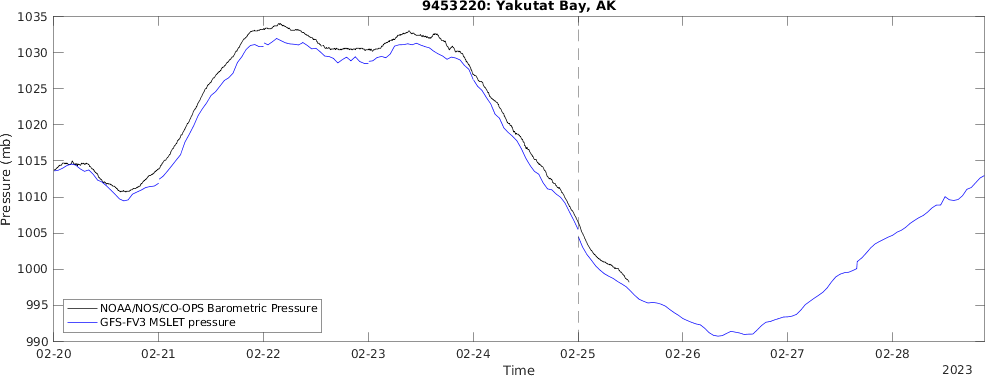 9453220: Yakutat Bay, AK
Pressure (mb)
1035
1030
1025
1020
1015
1010
1005
1000
995
990
NOAA/NOS/CO-OPS Barometric Pressure
GFS-FV3 MSLET pressure
02-20 02-21 02-22 02-23 02-24 02-25 02-26 02-27 02-28
Time
2023